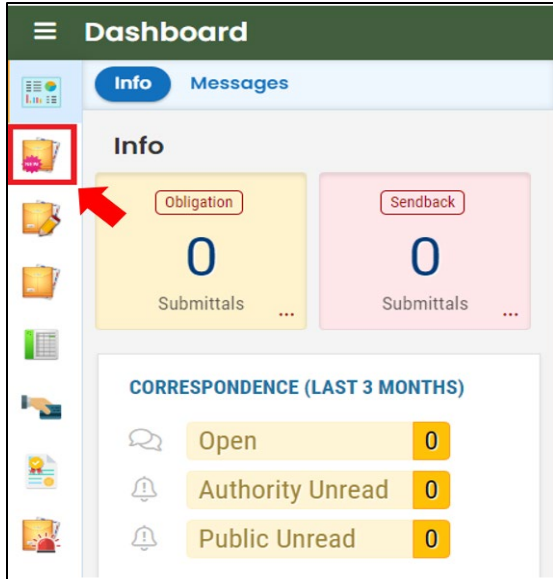 Dashboard
Info Messages
Info
Obligation Sendback
0 0
Submittals ... Submittals ...
CORRESPONDENCE (LAST 3 MONTHS)
Open 0
Authority Unread 0
Public Unread 0
NEW